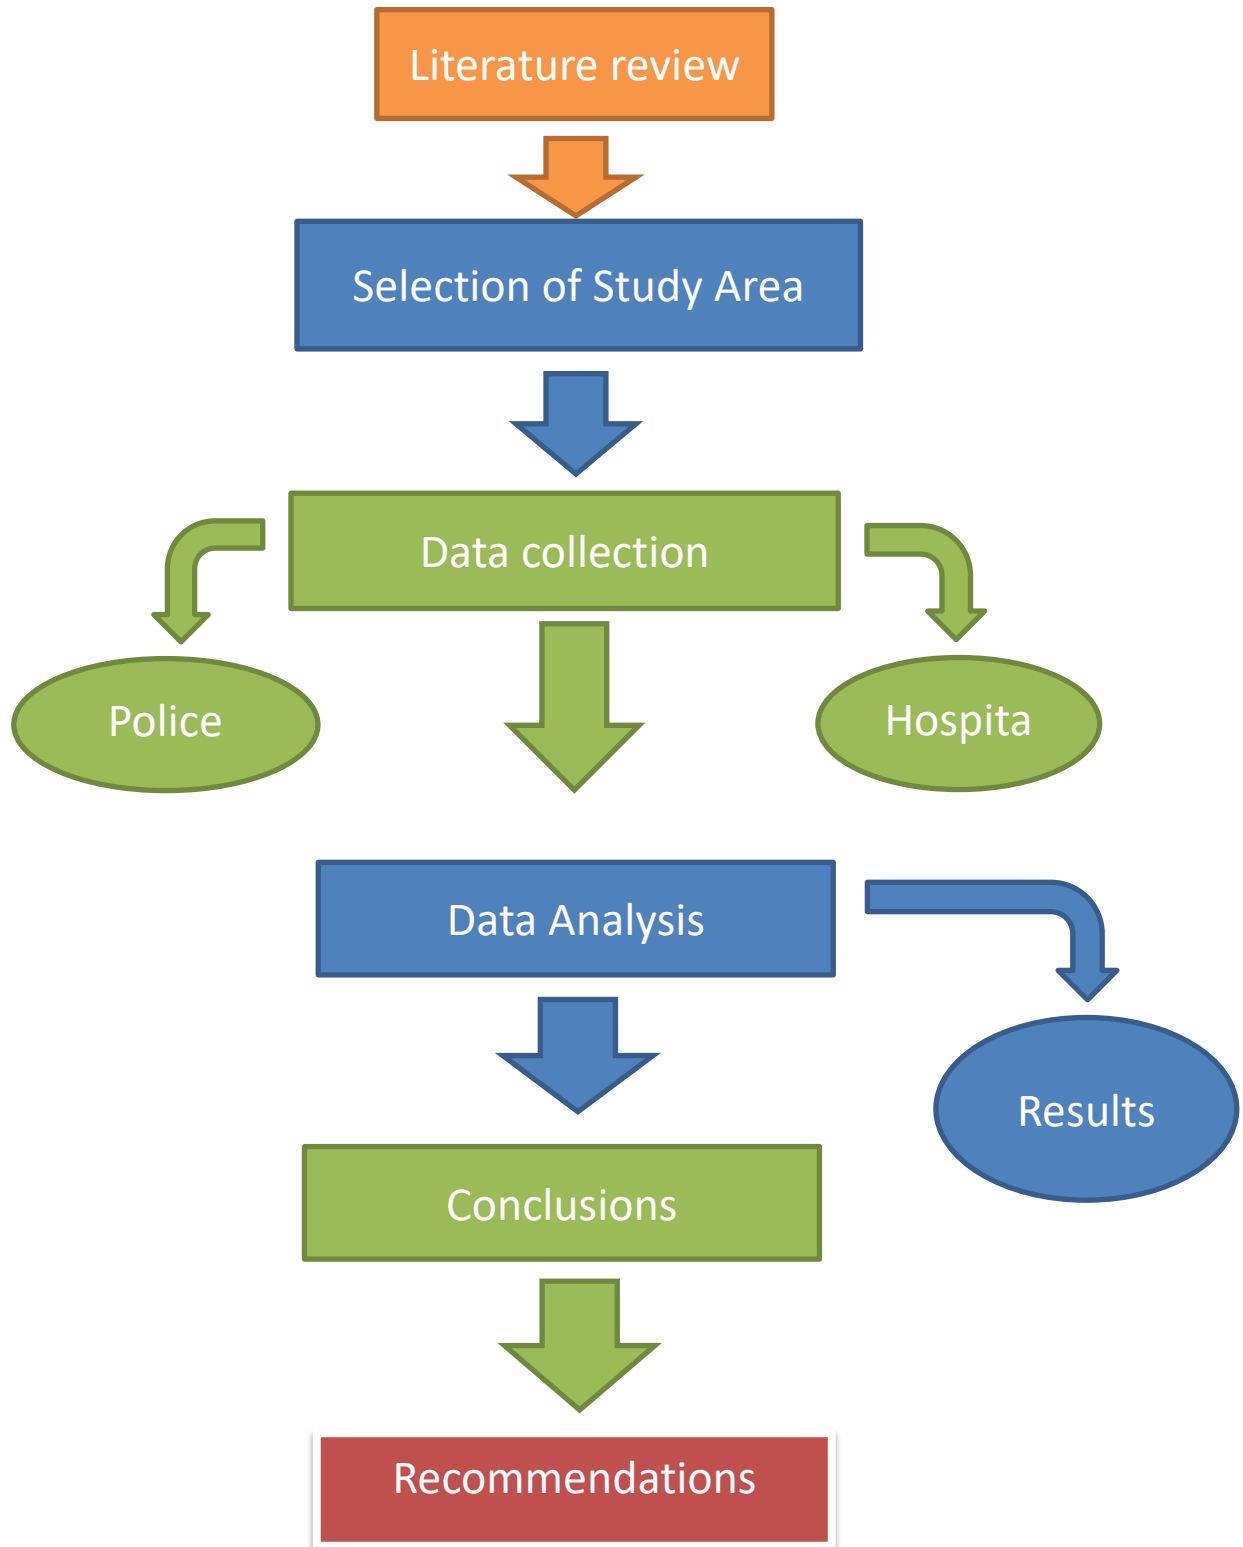 Literature review
Selection of Study Area
Data collection
Police
Hospita
Data Analysis
Results
Conclusions
Recommendations